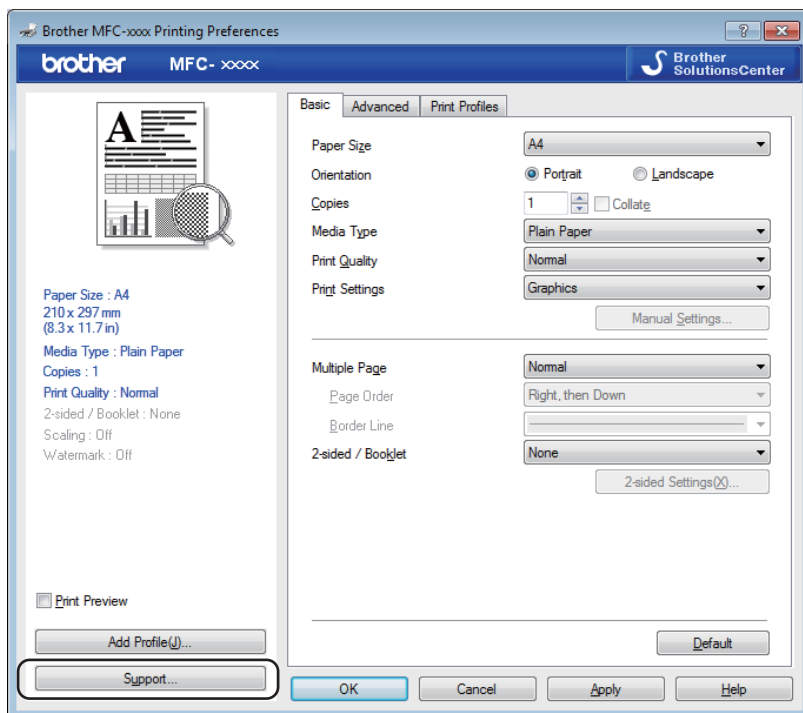 Brother MFC-xxxx Printing Preferences
brother MFC- xxxx
Brother
SolutionsCenter
A
Paper Size : A4
210 x 297 mm
(8.3 x 11.7 in)
Media Type : Plain Paper
Copies : 1
Print Quality : Normal
2-sided / Booklet : None
Scaling : Off
Watermark : Off
Print Preview
Add Profile(J)...
Support...
Basic Advanced Print Profiles
Paper Size A4
Orientation Portrait Landscape
Copies 1 Collate
Media Type Plain Paper
Print Quality Normal
Print Settings Graphics
Manual Settings...
Multiple Page Normal
Page Order Right, then Down
Border Line
2-sided / Booklet None
2-sided Settings(X)...
Default
OK Cancel Apply Help